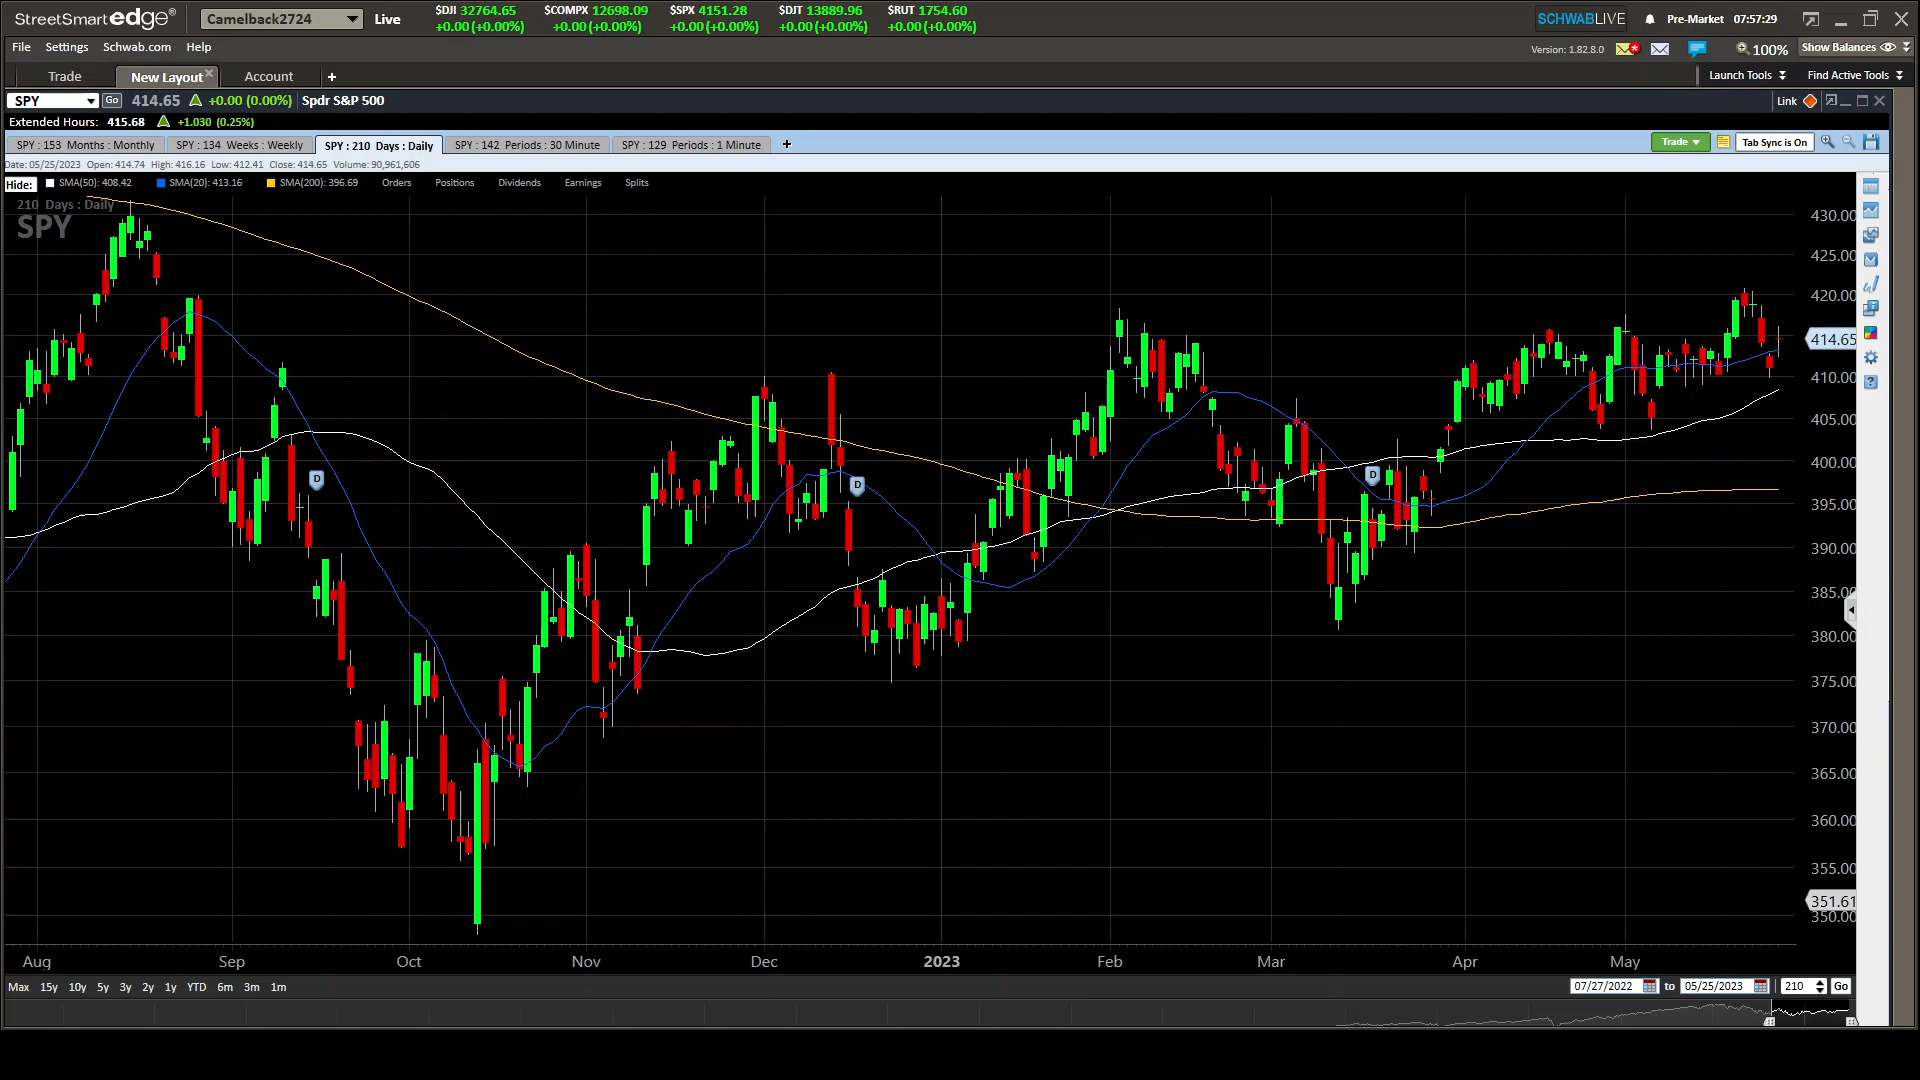 StreetSmart edge® Camelback2724 Live $DJI 32764.65 $COMPX 12698.09 $SPX 4151.28 $DJT 13889.96 $RUT 1754.60 SCHWABLIVE Pre-Market 07:57:29
+0.00 (+0.00%) +0.00 (+0.00%) +0.00 (+0.00%) +0.00 (+0.00%) +0.00 (+0.00%)
File Settings Schwab.com Help Version: 1.82.8.0 100% Show Balances
Trade New Layout Account + Launch Tools Find Active Tools
SPY Go 414.65 +0.00 (0.00%) Spdr S&P 500 Link
Extended Hours: 415.68 +1.030 (0.25%)
SPY : 153 Months : Monthly SPY : 134 Weeks : Weekly SPY : 210 Days : Daily SPY : 142 Periods : 30 Minute SPY : 129 Periods : 1 Minute + Trade Tab Sync is On
Date: 05/25/2023 Open: 414.74 High: 416.16 Low: 412.41 Close: 414.65 Volume: 90,961,606
Hide: SMA(50): 408.42 SMA(20): 413.16 SMA(200): 396.69 Orders Positions Dividends Earnings Splits
210 Days : Daily
SPY
430.00
425.00
420.00
414.65
410.00
405.00
400.00
395.00
390.00
385.00
380.00
375.00
370.00
365.00
360.00
355.00
351.61
350.00
D
D
D
?
Aug Sep Oct Nov Dec 2023 Feb Mar Apr May
Max 15y 10y 5y 3y 2y 1y YTD 6m 3m 1m 07/27/2022 to 05/25/2023 210 Go